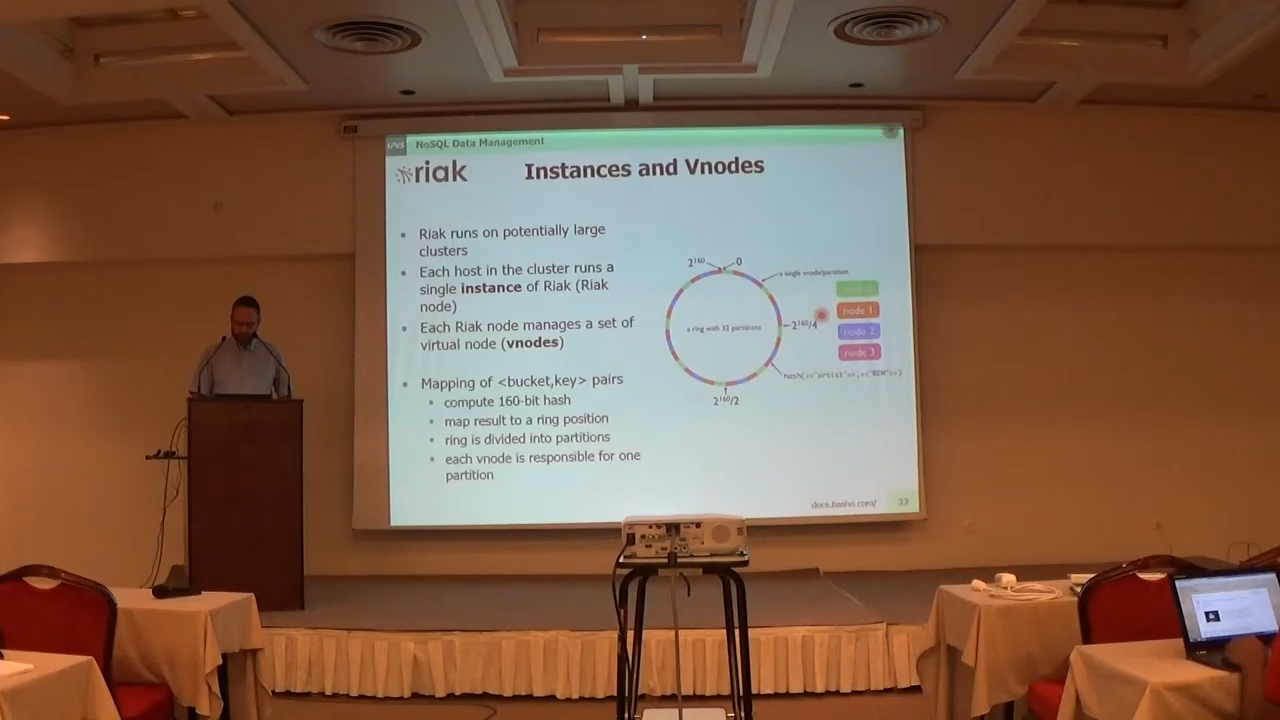 NoSQL Data Management
riak
Instances and Vnodes
• Riak runs on potentially large
clusters
• Each host in the cluster runs a
single instance of Riak (Riak
node)
• Each Riak node manages a set of
virtual node (vnodes)
• Mapping of <bucket,key> pairs
▪ compute 160-bit hash
▪ map result to a ring position
▪ ring is divided into partitions
▪ each vnode is responsible for one
partition
2¹⁶⁰ 0
a single vnode/partition
node 1
a ring with 32 partitions
2¹⁶⁰/4
node 2
node 3
hash(<<"artist">>,<<"REM">>)
2¹⁶⁰/2
docs.basho.com/ 22